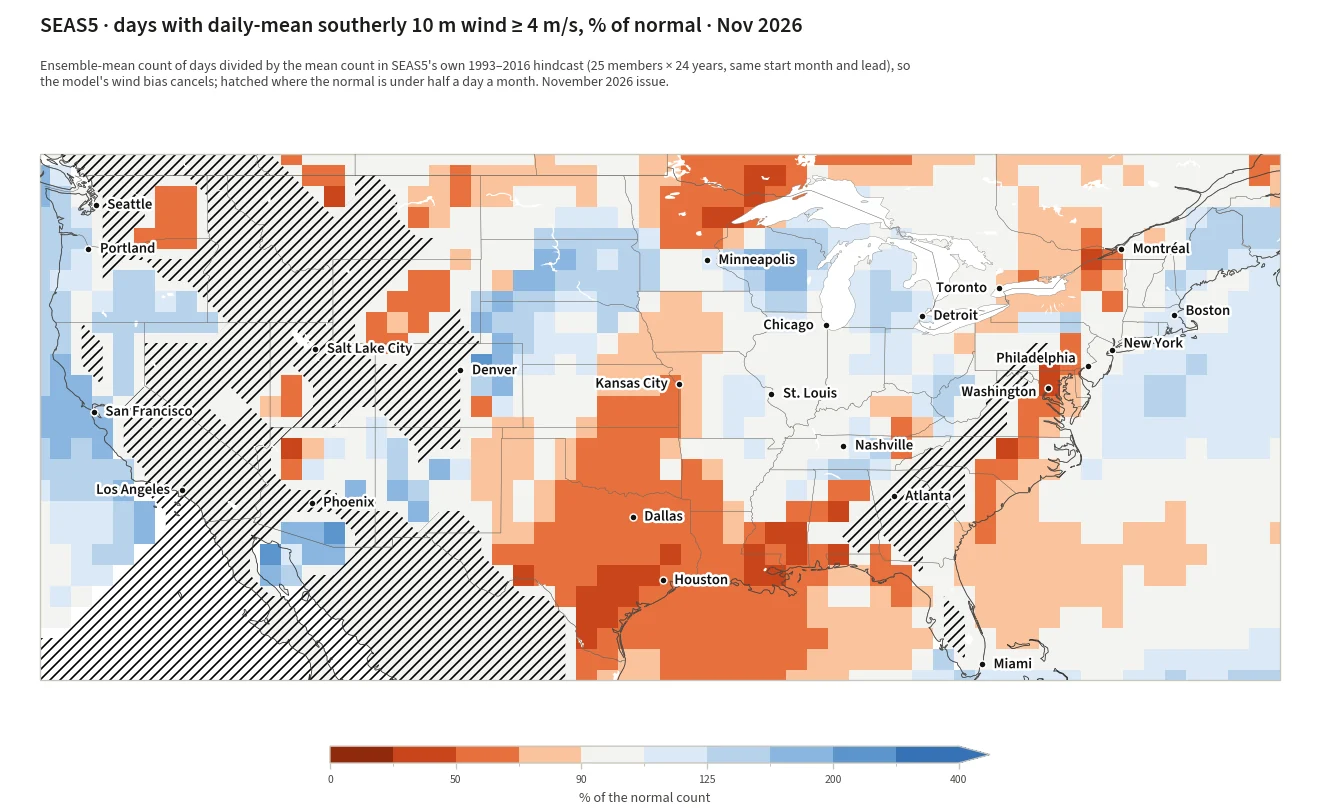 SEAS5 · days with daily-mean southerly 10 m wind ≥ 4 m/s, % of normal · Nov 2026
Ensemble-mean count of days divided by the mean count in SEAS5's own 1993–2016 hindcast (25 members × 24 years, same start month and lead), so
the model's wind bias cancels; hatched where the normal is under half a day a month. November 2026 issue.
Seattle
Portland
Montréal
Minneapolis
Toronto
Boston
Detroit
Chicago
New York
Salt Lake City
Philadelphia
Denver
Kansas City
Washington
St. Louis
San Francisco
Nashville
Los Angeles
Atlanta
Phoenix
Dallas
Houston
Miami
0 50 90 125 200 400
% of the normal count